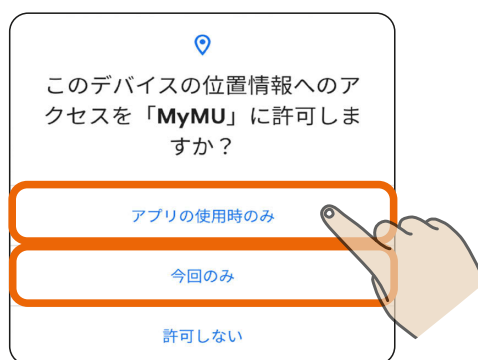 このデバイスの位置情報へのア
クセスを「MyMU」に許可しま
すか？
アプリの使用時のみ
今回のみ
許可しない